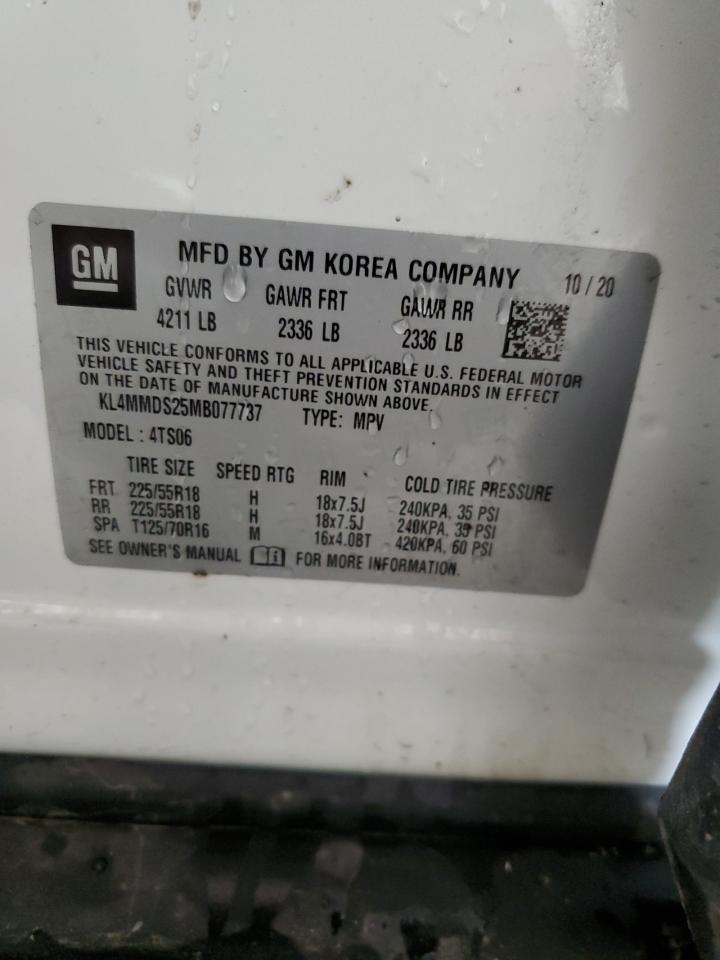 GM MFD BY GM KOREA COMPANY 10 / 20
GVWR GAWR FRT GAWR RR
4211 LB 2336 LB 2336 LB
THIS VEHICLE CONFORMS TO ALL APPLICABLE U.S. FEDERAL MOTOR
VEHICLE SAFETY AND THEFT PREVENTION STANDARDS IN EFFECT
ON THE DATE OF MANUFACTURE SHOWN ABOVE.
KL4MMDS25MB077737 TYPE: MPV
MODEL : 4TS06
TIRE SIZE SPEED RTG RIM COLD TIRE PRESSURE
FRT 225/55R18 H 18x7.5J 240KPA, 35 PSI
RR 225/55R18 H 18x7.5J 240KPA, 35 PSI
SPA T125/70R16 M 16x4.0BT 420KPA, 60 PSI
SEE OWNER'S MANUAL FOR MORE INFORMATION.